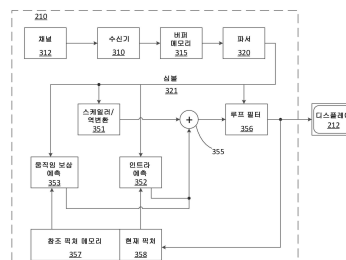 210
채널
312
수신기
310
버퍼
메모리
315
파서
320
심볼
321
스케일러/
역변환
351
루프 필터
356
디스플레이
212
355
움직임 보상
예측
353
인트라
예측
352
참조 픽처 메모리
357
현재 픽처
358